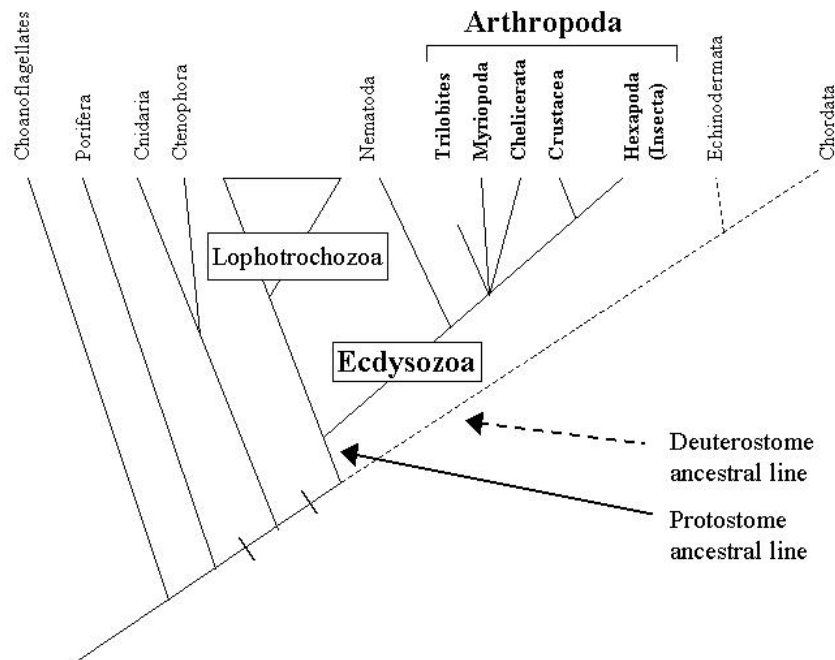 Arthropoda
Choanoflagellates
Porifera
Cnidaria
Ctenophora
Nematoda
Trilobites
Myriopoda
Chelicerata
Crustacea
Hexapoda
(Insecta)
Echinodermata
Chordata
Lophotrochozoa
Ecdysozoa
Deuterostome
ancestral line
Protostome
ancestral line